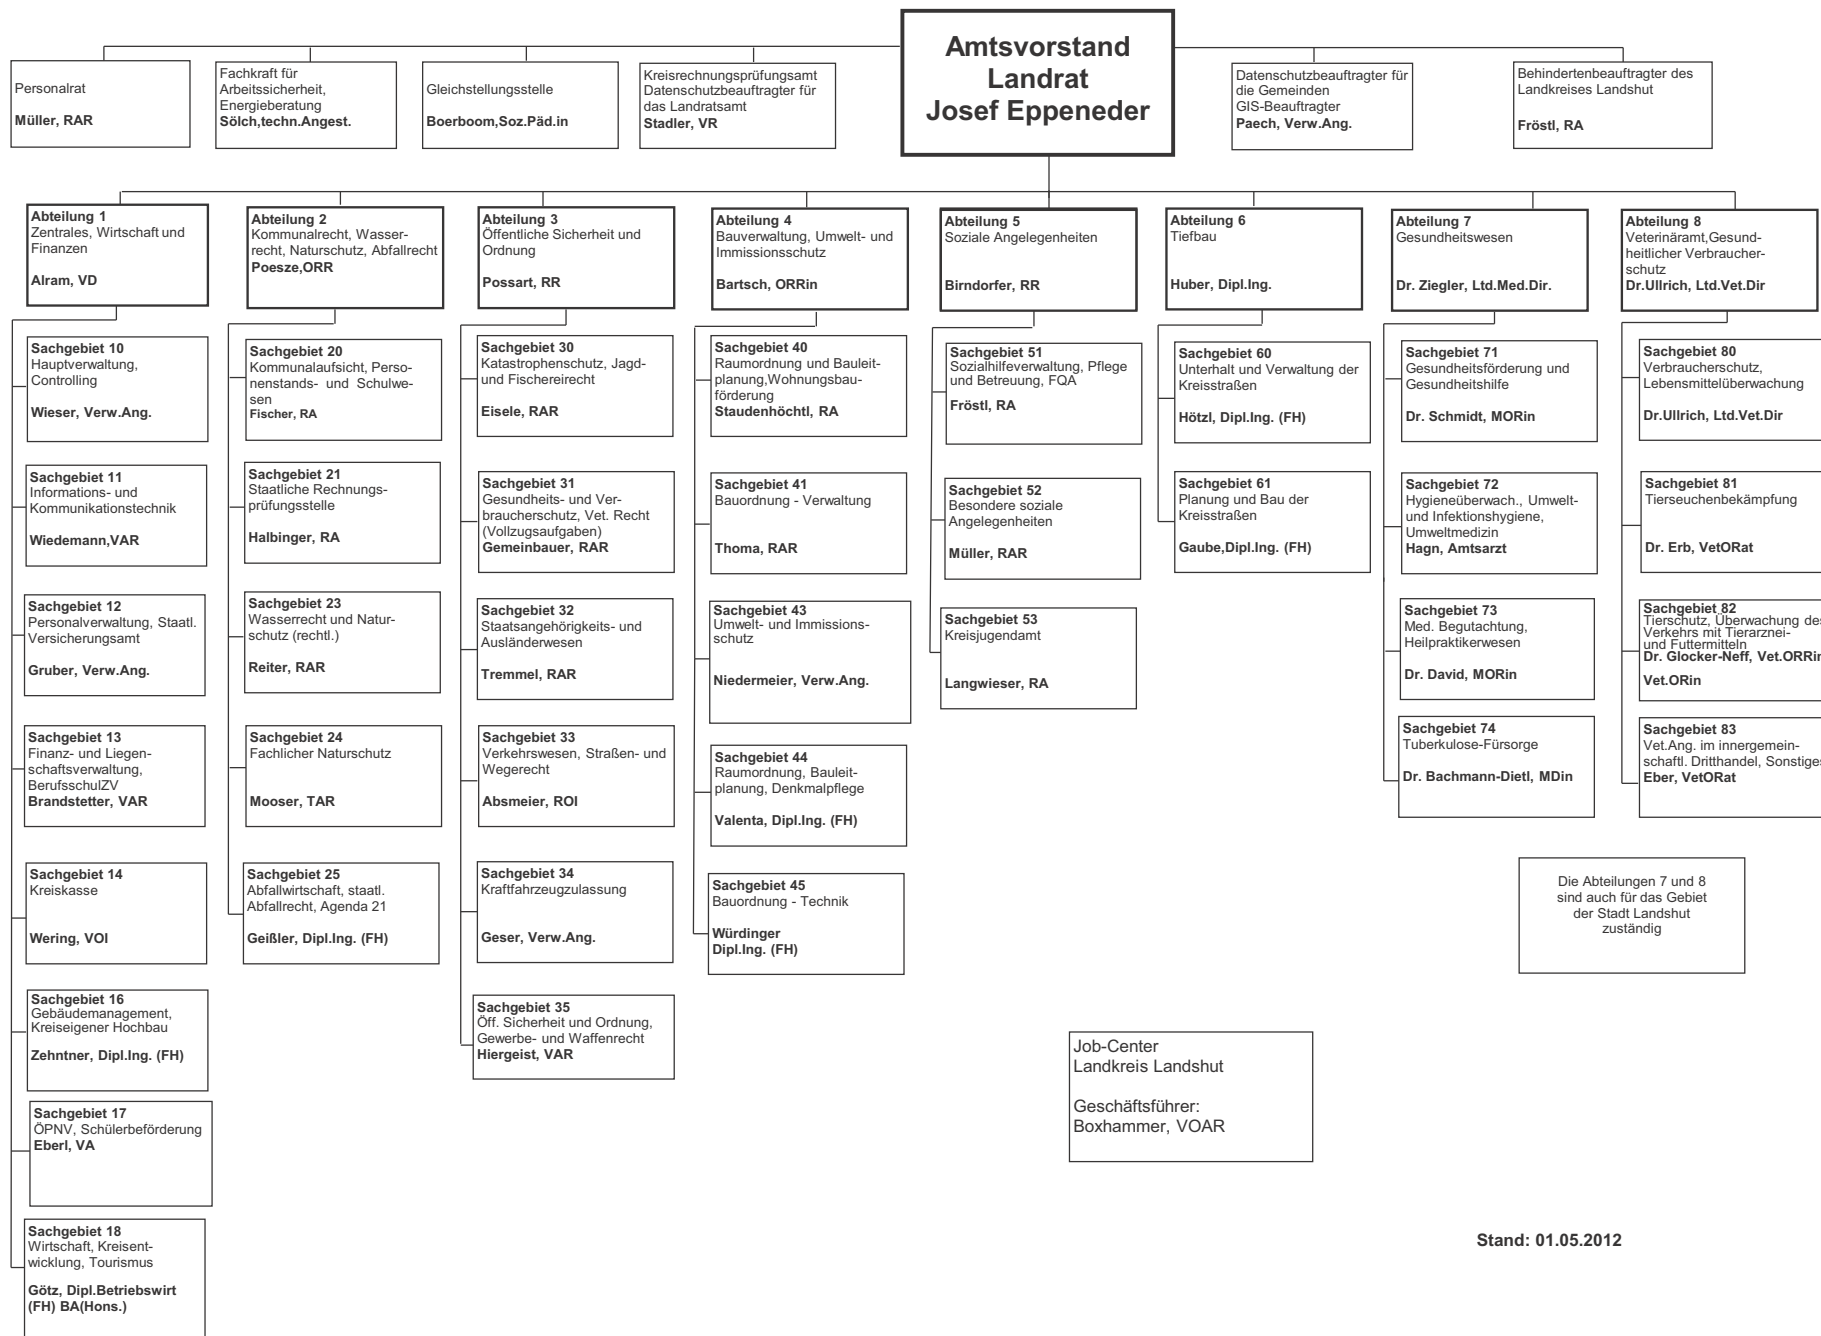 Amtsvorstand
Landrat
Josef Eppeneder
Personalrat
Müller, RAR
Fachkraft für
Arbeitssicherheit,
Energieberatung
Sölch,techn.Angest.
Gleichstellungsstelle
Boerboom,Soz.Päd.in
Kreisrechnungsprüfungsamt
Datenschutzbeauftragter für
das Landratsamt
Stadler, VR
Datenschutzbeauftragter für
die Gemeinden
GIS-Beauftragter
Paech, Verw.Ang.
Behindertenbeauftragter des
Landkreises Landshut
Fröstl, RA
Abteilung 1
Zentrales, Wirtschaft und
Finanzen
Alram, VD
Sachgebiet 10
Hauptverwaltung,
Controlling
Wieser, Verw.Ang.
Sachgebiet 11
Informations- und
Kommunikationstechnik
Wiedemann,VAR
Sachgebiet 12
Personalverwaltung, Staatl.
Versicherungsamt
Gruber, Verw.Ang.
Sachgebiet 13
Finanz- und Liegen-
schaftsverwaltung,
BerufsschulZV
Brandstetter, VAR
Sachgebiet 14
Kreiskasse
Wering, VOI
Sachgebiet 16
Gebäudemanagement,
Kreiseigener Hochbau
Zehntner, Dipl.Ing. (FH)
Sachgebiet 17
ÖPNV, Schülerbeförderung
Eberl, VA
Sachgebiet 18
Wirtschaft, Kreisent-
wicklung, Tourismus
Götz, Dipl.Betriebswirt
(FH) BA(Hons.)
Abteilung 2
Kommunalrecht, Wasser-
recht, Naturschutz, Abfallrecht
Poesze,ORR
Sachgebiet 20
Kommunalaufsicht, Perso-
nenstands- und Schulwe-
sen
Fischer, RA
Sachgebiet 21
Staatliche Rechnungs-
prüfungsstelle
Halbinger, RA
Sachgebiet 23
Wasserrecht und Natur-
schutz (rechtl.)
Reiter, RAR
Sachgebiet 24
Fachlicher Naturschutz
Mooser, TAR
Sachgebiet 25
Abfallwirtschaft, staatl.
Abfallrecht, Agenda 21
Geißler, Dipl.Ing. (FH)
Abteilung 3
Öffentliche Sicherheit und
Ordnung
Possart, RR
Sachgebiet 30
Katastrophenschutz, Jagd-
und Fischereirecht
Eisele, RAR
Sachgebiet 31
Gesundheits- und Ver-
braucherschutz, Vet. Recht
(Vollzugsaufgaben)
Gemeinbauer, RAR
Sachgebiet 32
Staatsangehörigkeits- und
Ausländerwesen
Tremmel, RAR
Sachgebiet 33
Verkehrswesen, Straßen- und
Wegerecht
Absmeier, ROI
Sachgebiet 34
Kraftfahrzeugzulassung
Geser, Verw.Ang.
Sachgebiet 35
Öff. Sicherheit und Ordnung,
Gewerbe- und Waffenrecht
Hiergeist, VAR
Abteilung 4
Bauverwaltung, Umwelt- und
Immissionsschutz
Bartsch, ORRin
Sachgebiet 40
Raumordnung und Bauleit-
planung,Wohnungsbau-
förderung
Staudenhöchtl, RA
Sachgebiet 41
Bauordnung - Verwaltung
Thoma, RAR
Sachgebiet 43
Umwelt- und Immissions-
schutz
Niedermeier, Verw.Ang.
Sachgebiet 44
Raumordnung, Bauleit-
planung, Denkmalpflege
Valenta, Dipl.Ing. (FH)
Sachgebiet 45
Bauordnung - Technik
Würdinger
Dipl.Ing. (FH)
Abteilung 5
Soziale Angelegenheiten
Birndorfer, RR
Sachgebiet 51
Sozialhilfeverwaltung, Pflege
und Betreuung, FQA
Fröstl, RA
Sachgebiet 52
Besondere soziale
Angelegenheiten
Müller, RAR
Sachgebiet 53
Kreisjugendamt
Langwieser, RA
Abteilung 6
Tiefbau
Huber, Dipl.Ing.
Sachgebiet 60
Unterhalt und Verwaltung der
Kreisstraßen
Hötzl, Dipl.Ing. (FH)
Sachgebiet 61
Planung und Bau der
Kreisstraßen
Gaube,Dipl.Ing. (FH)
Abteilung 7
Gesundheitswesen
Dr. Ziegler, Ltd.Med.Dir.
Sachgebiet 71
Gesundheitsförderung und
Gesundheitshilfe
Dr. Schmidt, MORin
Sachgebiet 72
Hygieneüberwach., Umwelt-
und Infektionshygiene,
Umweltmedizin
Hagn, Amtsarzt
Sachgebiet 73
Med. Begutachtung,
Heilpraktikerwesen
Dr. David, MORin
Sachgebiet 74
Tuberkulose-Fürsorge
Dr. Bachmann-Dietl, MDin
Abteilung 8
Veterinäramt,Gesund-
heitlicher Verbraucher-
schutz
Dr.Ullrich, Ltd.Vet.Dir
Sachgebiet 80
Verbraucherschutz,
Lebensmittelüberwachung
Dr.Ullrich, Ltd.Vet.Dir
Sachgebiet 81
Tierseuchenbekämpfung
Dr. Erb, VetORat
Sachgebiet 82
Tierschutz, Überwachung des
Verkehrs mit Tierarznei-
und Futtermitteln
Dr. Glocker-Neff, Vet.ORRin
Vet.ORin
Sachgebiet 83
Vet.Ang. im innergemein-
schaftl. Dritthandel, Sonstiges
Eber, VetORat
Die Abteilungen 7 und 8
sind auch für das Gebiet
der Stadt Landshut
zuständig
Job-Center
Landkreis Landshut
Geschäftsführer:
Boxhammer, VOAR
Stand: 01.05.2012